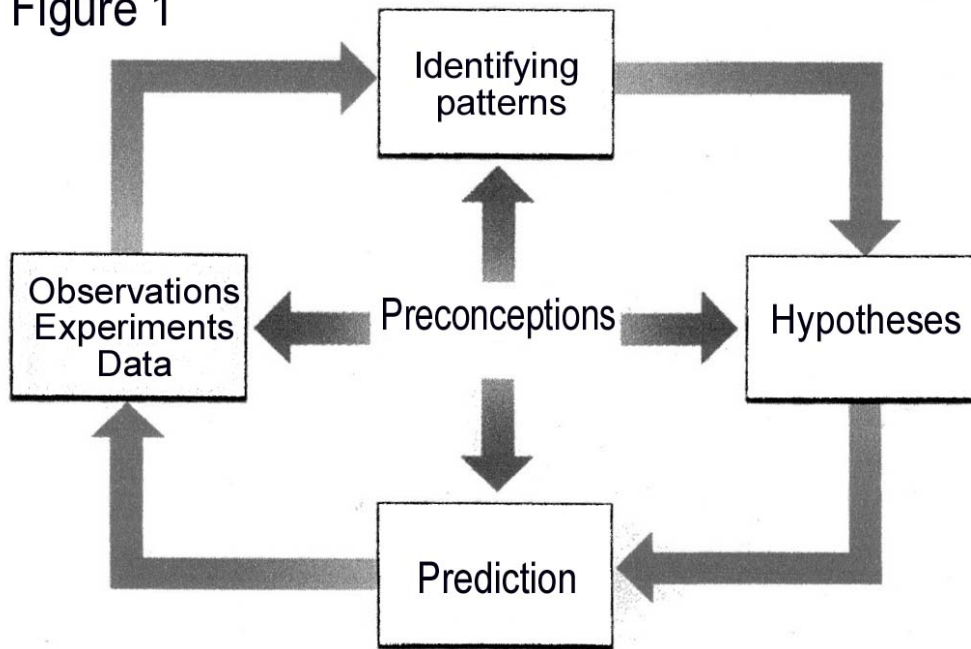 Figure 1
Identifying
patterns
Observations
Experiments
Data
Preconceptions
Hypotheses
Prediction